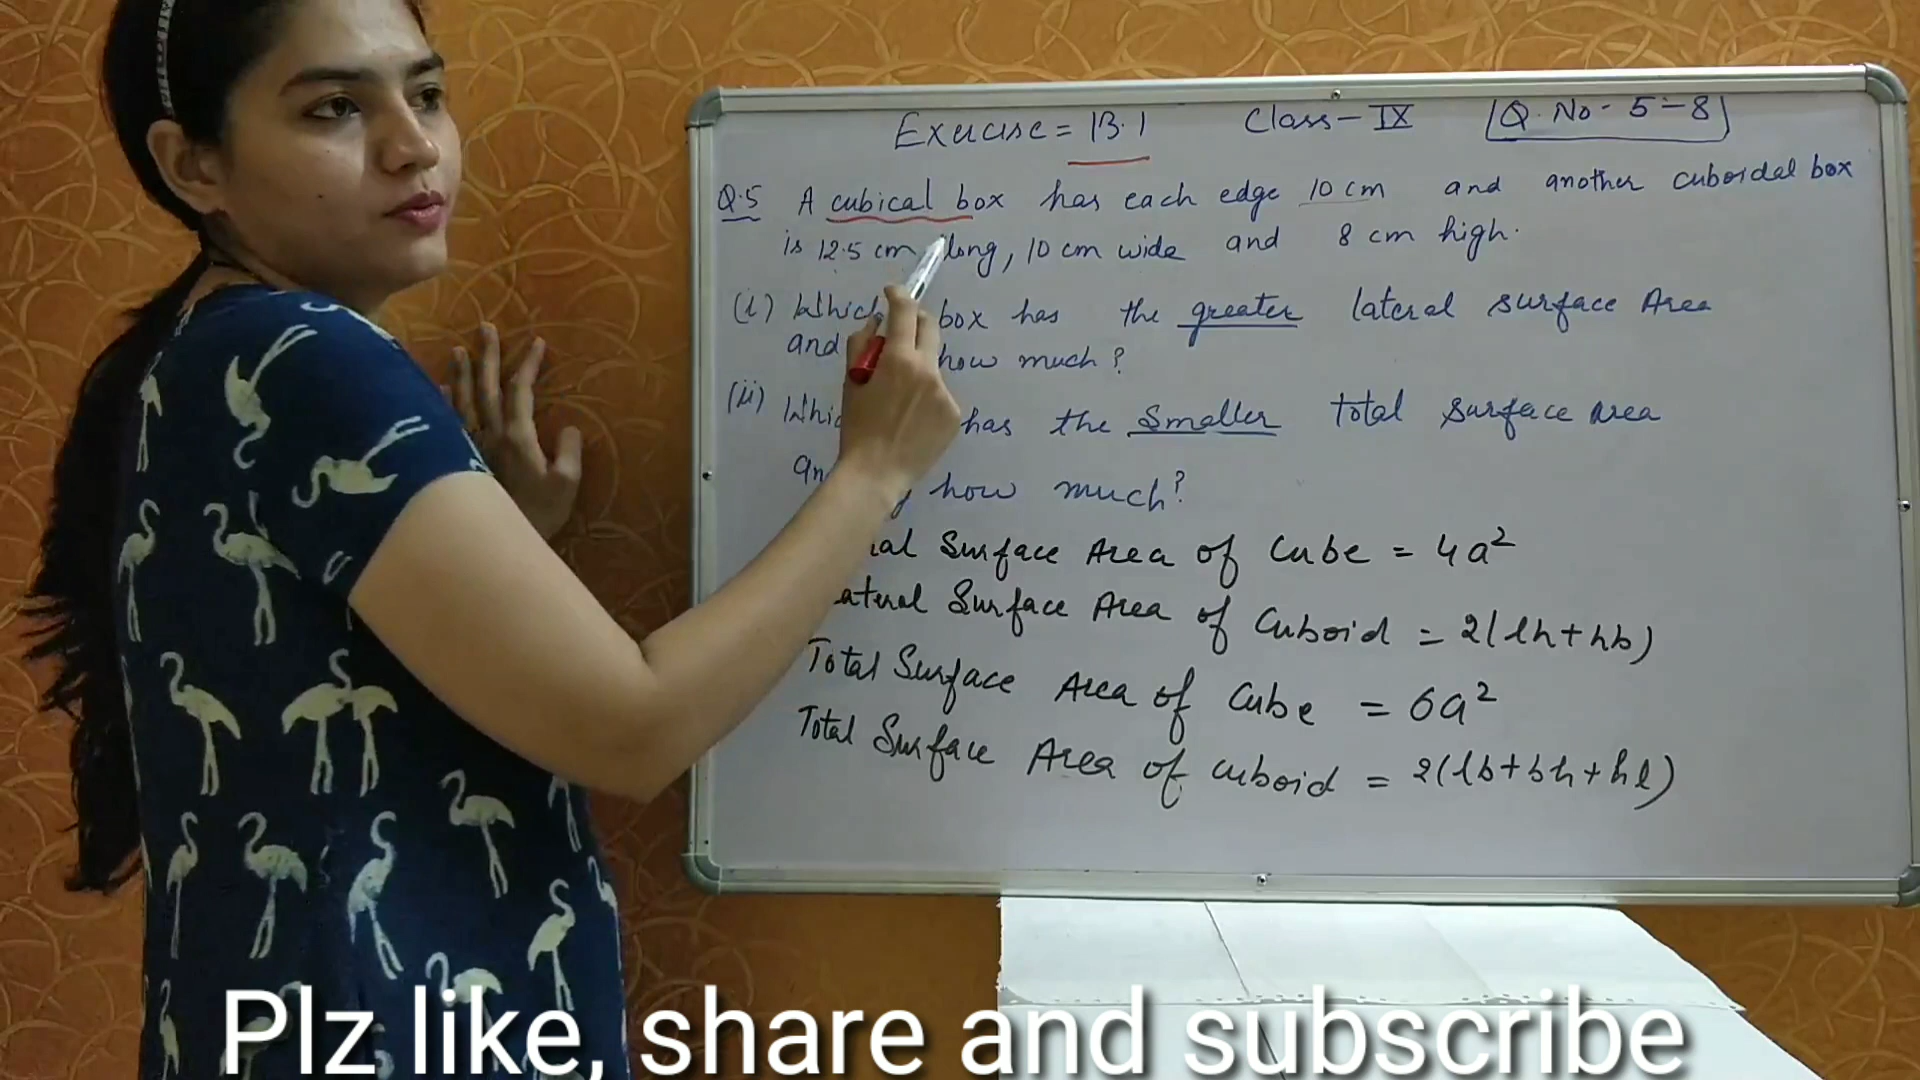 Exercise = 13.1 Class - IX Q. No - 5-8
Q.5 A cubical box has each edge 10 cm and another cuboidal box
is 12.5 cm long, 10 cm wide and 8 cm high.
(i) Which box has the greater lateral surface Area
and how much?
(ii) has the Smaller total surface area
how much?
Surface Area of Cube = 4a²
Lateral Surface Area of Cuboid = 2(lh+hb)
Total Surface Area of Cube = 6a²
Total Surface Area of cuboid = 2(lb+bh+hl)
Plz like, share and subscribe